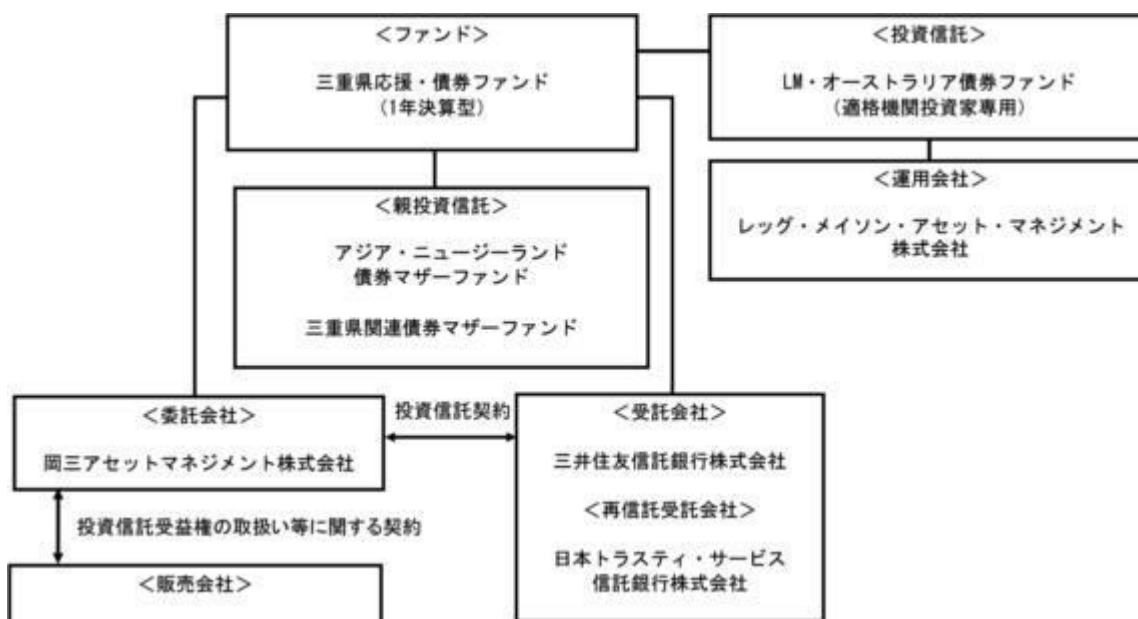 ＜ファンド＞
三重県応援・債券ファンド
（1年決算型）
＜投資信託＞
LM・オーストラリア債券ファンド
（適格機関投資家専用）
＜運用会社＞
レッグ・メイソン・アセット・マネジメント
株式会社
＜親投資信託＞
アジア・ニュージーランド
債券マザーファンド
三重県関連債券マザーファンド
＜委託会社＞
岡三アセットマネジメント株式会社
投資信託契約
＜受託会社＞
三井住友信託銀行株式会社
＜再信託受託会社＞
日本トラスティ・サービス
信託銀行株式会社
投資信託受益権の取扱い等に関する契約
＜販売会社＞